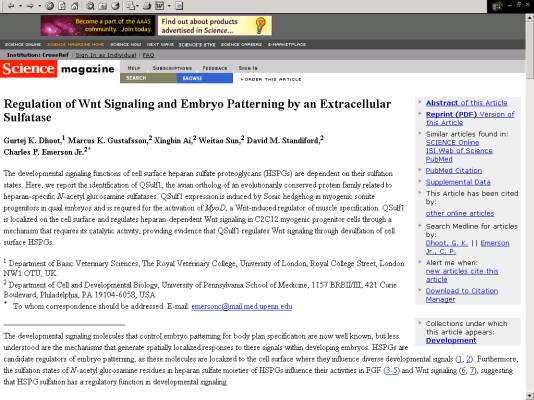 Become a part of the AAAS
community. Join today.
Find out about products
advertised in Science...
SCIENCE ONLINE SCIENCE MAGAZINE HOME SCIENCE NOW NEXT WAVE SCIENCE'S STKE SCIENCE CAREERS E-MARKETPLACE
Institution: CrossRef | Sign In as Individual | FAQ
Science magazine
HELP SUBSCRIPTIONS FEEDBACK SIGN IN
SEARCH BROWSE
ORDER THIS ARTICLE
Regulation of Wnt Signaling and Embryo Patterning by an Extracellular
Sulfatase
Gurtej K. Dhoot,1 Marcus K. Gustafsson,2 Xingbin Ai,2 Weitao Sun,2 David M. Standiford,2
Charles P. Emerson Jr.2*
The developmental signaling functions of cell surface heparan sulfate proteoglycans (HSPGs) are dependent on their sulfation
states. Here, we report the identification of QSulf1, the avian ortholog of an evolutionarily conserved protein family related to
heparan-specific N-acetyl glucosamine sulfatases. QSulf1 expression is induced by Sonic hedgehog in myogenic somite
progenitors in quail embryos and is required for the activation of MyoD, a Wnt-induced regulator of muscle specification. QSulf1
is localized on the cell surface and regulates heparan-dependent Wnt signaling in C2C12 myogenic progenitor cells through a
mechanism that requires its catalytic activity, providing evidence that QSulf1 regulates Wnt signaling through desulfation of
cell surface HSPGs.
1 Department of Basic Veterinary Sciences, The Royal Veterinary College, University of London, Royal College Street, London
NW1 OTU, UK.
2 Department of Cell and Developmental Biology, University of Pennsylvania School of Medicine, 1157 BRBII/III, 421 Curie
Boulevard, Philadelphia, PA 19104-6058, USA
* To whom correspondence should be addressed. E-mail: emersonc@mail.med.upenn.edu
The developmental signaling molecules that control embryo patterning for body plan specification are now well known, but less
understood are the mechanisms that generate spatially localized responses to these signals within developing embryos. HSPGs are
candidate regulators of embryo patterning, as these molecules are localized to the cell surface where they influence diverse developmental signals (1, 2). Furthermore,
the sulfation states of N-acetyl glucosamine residues in heparan sulfate moieties of HSPGs influence their activities in FGF (3-5) and Wnt signaling (6, 7), suggesting
that HSPG sulfation has a regulatory function in developmental signaling.
Abstract of this Article
Reprint (PDF) Version of
this Article
Similar articles found in:
SCIENCE Online
ISI Web of Science
PubMed
PubMed Citation
Supplemental Data
This Article has been cited
by:
other online articles
Search Medline for articles
by:
Dhoot, G. K. || Emerson
Jr., C. P.
Alert me when:
new articles cite this
article
Download to Citation
Manager
Collections under which
this article appears:
Development